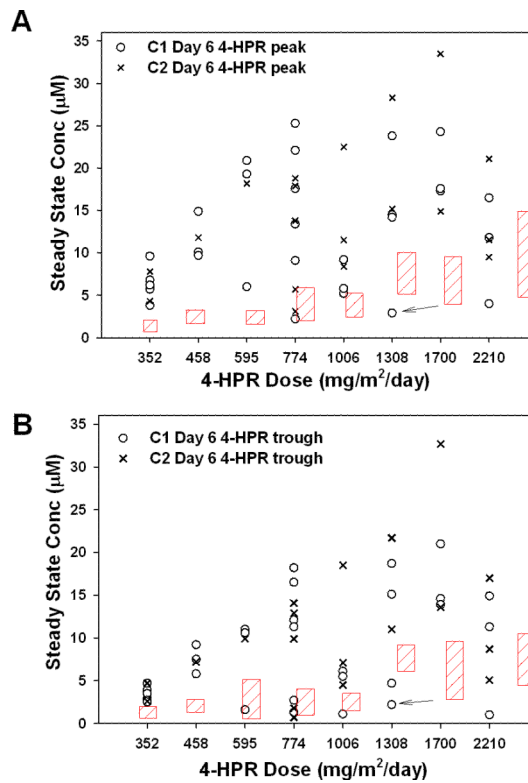 A
C1 Day 6 4-HPR peak
C2 Day 6 4-HPR peak
Steady State Conc (μM)
35
30
25
20
15
10
5
0
352 458 595 774 1006 1308 1700 2210
4-HPR Dose (mg/m²/day)
B
C1 Day 6 4-HPR trough
C2 Day 6 4-HPR trough
Steady State Conc (μM)
35
30
25
20
15
10
5
0
352 458 595 774 1006 1308 1700 2210
4-HPR Dose (mg/m²/day)